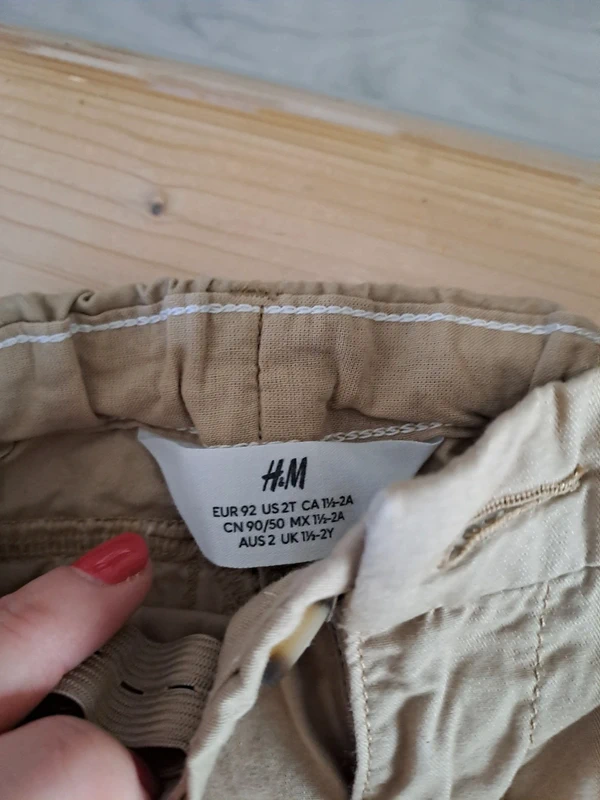 H&M
EUR 92 US 2T CA 1½-2A
CN 90/50 MX 1½-2A
AUS 2 UK 1½-2Y